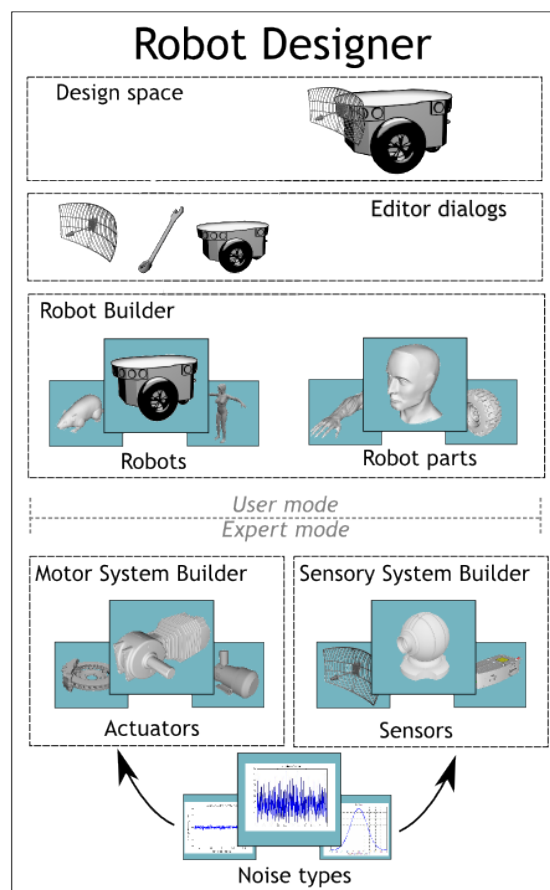 Robot Designer
Design space
Editor dialogs
Robot Builder
Robots
Robot parts
User mode
Expert mode
Motor System Builder
Sensory System Builder
Actuators
Sensors
Noise types